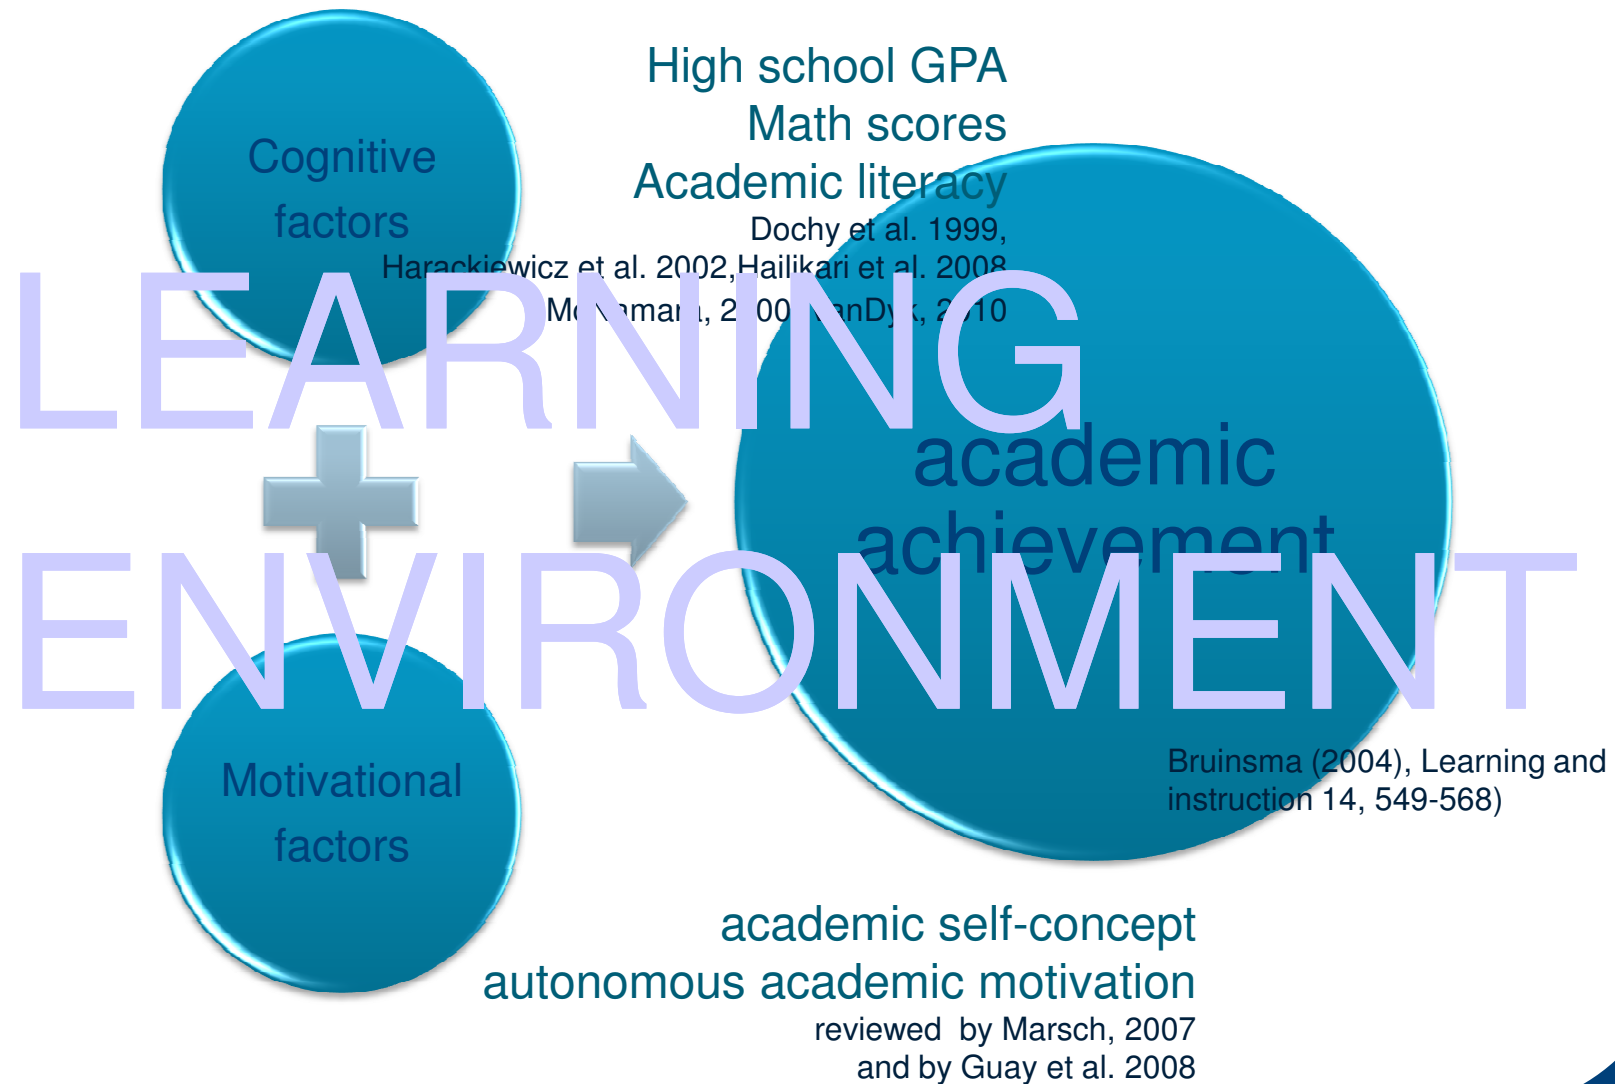 Cognitive
factors
High school GPA
Math scores
Academic literacy
Dochy et al. 1999,
Harackiewicz et al. 2002,Hailikari et al. 2008
2010
LEARNING
ENVIRONMENT
academic
achievement
Motivational
factors
Bruinsma (2004), Learning and
instruction 14, 549-568)
academic self-concept
autonomous academic motivation
reviewed  by Marsch, 2007
and by Guay et al. 2008